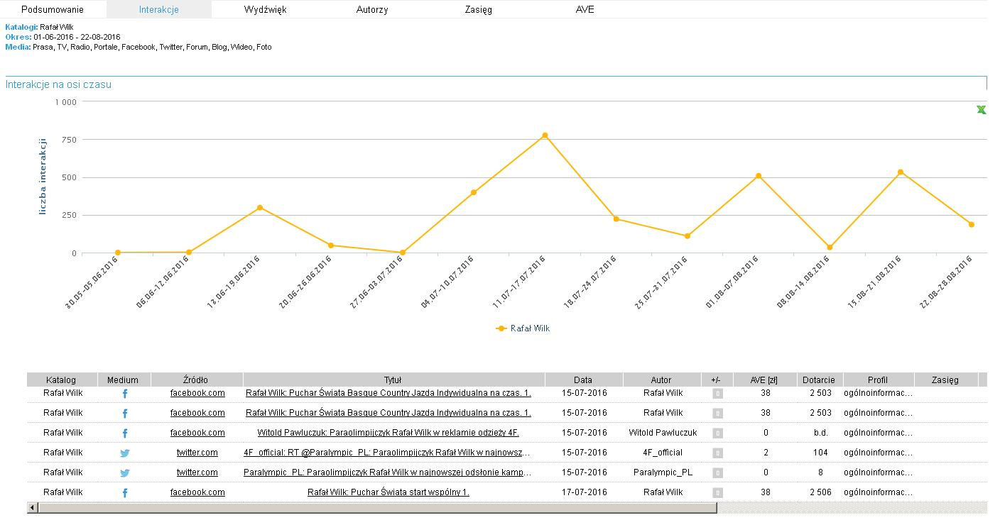 Podsumowanie Interakcje Wydźwięk Autorzy Zasięg AVE
Katalogi: Rafał Wilk
Okres: 01-06-2016 - 22-08-2016
Media: Prasa, TV, Radio, Portale, Facebook, Twitter, Forum, Blog, Wideo, Foto
Interakcje na osi czasu
1 000
750
500
250
0
liczba interakcji
30.05-05.06.2016 06.06-12.06.2016 13.06-19.06.2016 20.06-26.06.2016 27.06-03.07.2016 04.07-10.07.2016 11.07-17.07.2016 18.07-24.07.2016 25.07-31.07.2016 01.08-07.08.2016 08.08-14.08.2016 15.08-21.08.2016 22.08-28.08.2016
Rafał Wilk
Katalog Medium Źródło Tytuł Data Autor +/- AVE [zł] Dotarcie Profil Zasięg
Rafał Wilk facebook.com Rafał Wilk: Puchar Świata Basque Country Jazda Indywidualna na czas. 1. 15-07-2016 Rafał Wilk 0 38 2 503 ogólnoinformac...
Rafał Wilk facebook.com Rafał Wilk: Puchar Świata Basque Country Jazda Indywidualna na czas. 1. 15-07-2016 Rafał Wilk 0 38 2 503 ogólnoinformac...
Rafał Wilk facebook.com Witold Pawluczuk: Paraolimpijczyk Rafał Wilk w reklamie odzieży 4F. 15-07-2016 Witold Pawluczuk 0 0 b.d. ogólnoinformac...
Rafał Wilk twitter.com 4F_official: RT @Paralympic_PL: Paraolimpijczyk Rafał Wilk w najnowsz... 15-07-2016 4F_official 0 2 104 ogólnoinformac...
Rafał Wilk twitter.com Paralympic_PL: Paraolimpijczyk Rafał Wilk w najnowszej odsłonie kamp... 15-07-2016 Paralympic_PL 0 0 8 ogólnoinformac...
Rafał Wilk facebook.com Rafał Wilk: Puchar Świata start wspólny 1. 17-07-2016 Rafał Wilk 0 38 2 506 ogólnoinformac...